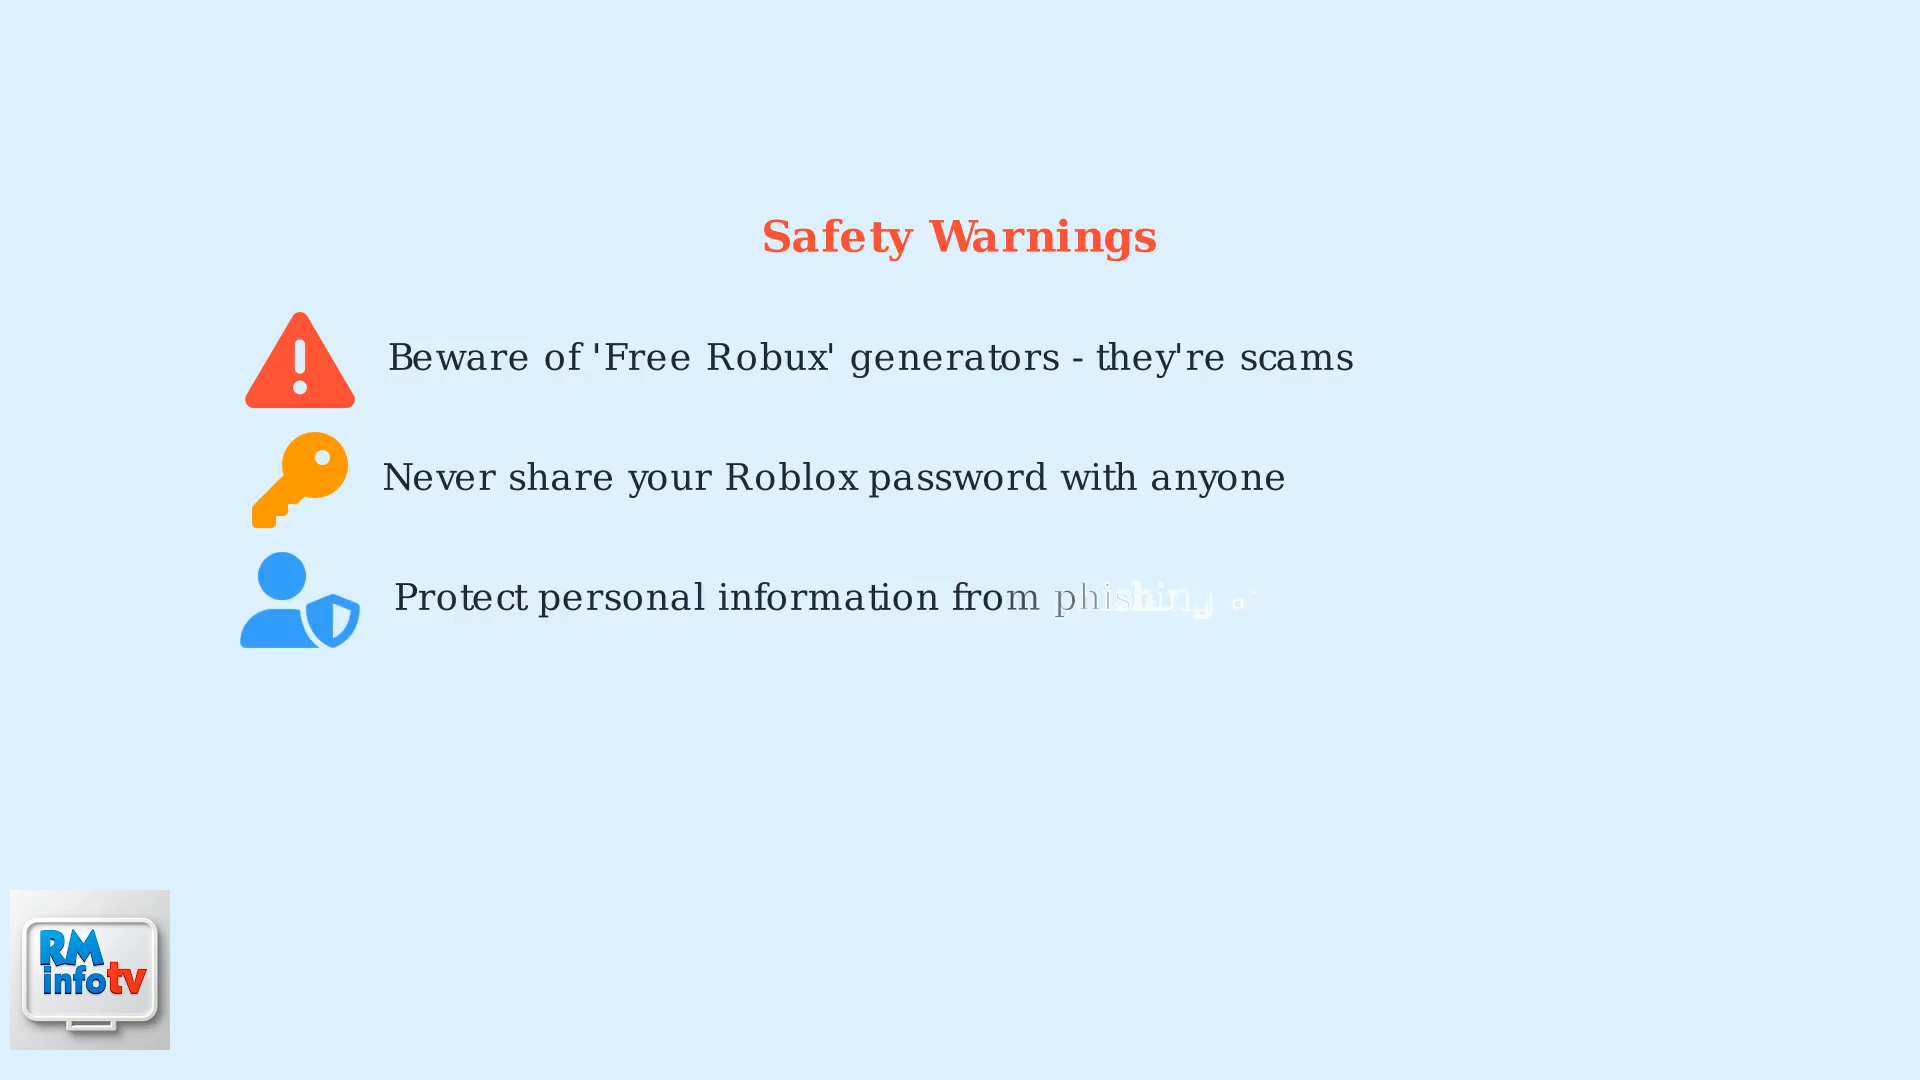 Safety Warnings
Beware of 'Free Robux' generators - they're scams
Never share your Roblox password with anyone
Protect personal information from phishing
RM
infotv